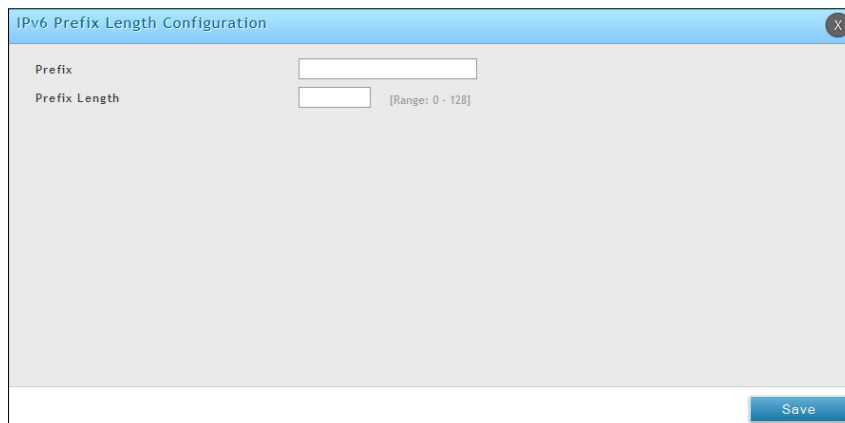 IPv6 Prefix Length Configuration
X
Prefix
Prefix Length [Range: 0 - 128]
Save